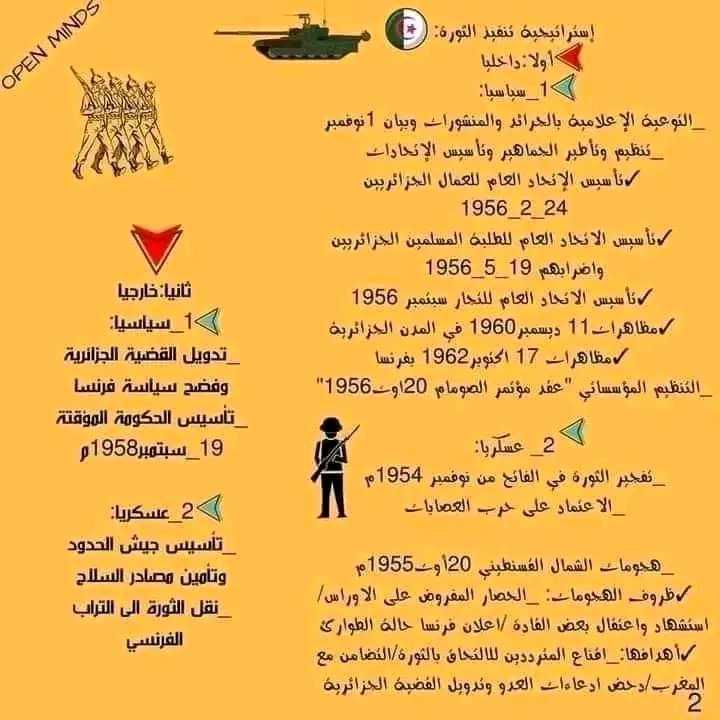 OPEN MINDS
إستراتيجية تنفيذ الثورة:
أولا:داخليا
1_سياسيا:
_التوعية الإعلامية بالجرائد والمنشورات وبيان 1نوفمبر
_تنظيم وتأطير الجماهير وتأسيس الإتحادات
✓تأسيس الإتحاد العام للعمال الجزائريين
1956_2_24
✓تأسيس الاتحاد العام للطلبة المسلمين الجزائريين
واضرابهم 19_5_1956
✓تأسيس الاتحاد العام للتجار سبتمبر 1956
✓مظاهرات 11 ديسمبر1960 في المدن الجزائرية
✓مظاهرات 17 اكتوبر1962 بفرنسا
_التنظيم المؤسساتي "عقد مؤتمر الصومام 20اوت1956"
2_ عسكريا:
_تفجير الثورة في الفاتح من نوفمبر 1954م
_الاعتماد على حرب العصابات
_هجومات الشمال القسنطيني 20أوت1955م
✓ظروف الهجومات: _الحصار المفروض على الاوراس/
استشهاد واعتقال بعض القادة /اعلان فرنسا حالة الطوارئ
✓أهدافها:_اقناع المترددين لاالتحاق بالثورة/التضامن مع
المغرب/دحض ادعاءات العدو وتدويل القضية الجزائرية
ثانيا:خارجيا
1_سياسيا:
_تدويل القضية الجزائرية
وفضح سياسة فرنسا
_تأسيس الحكومة المؤقتة
19_سبتمبر1958م
2_عسكريا:
_تأسيس جيش الحدود
وتأمين مصادر السلاح
_نقل الثورة الى التراب
الفرنسي
2